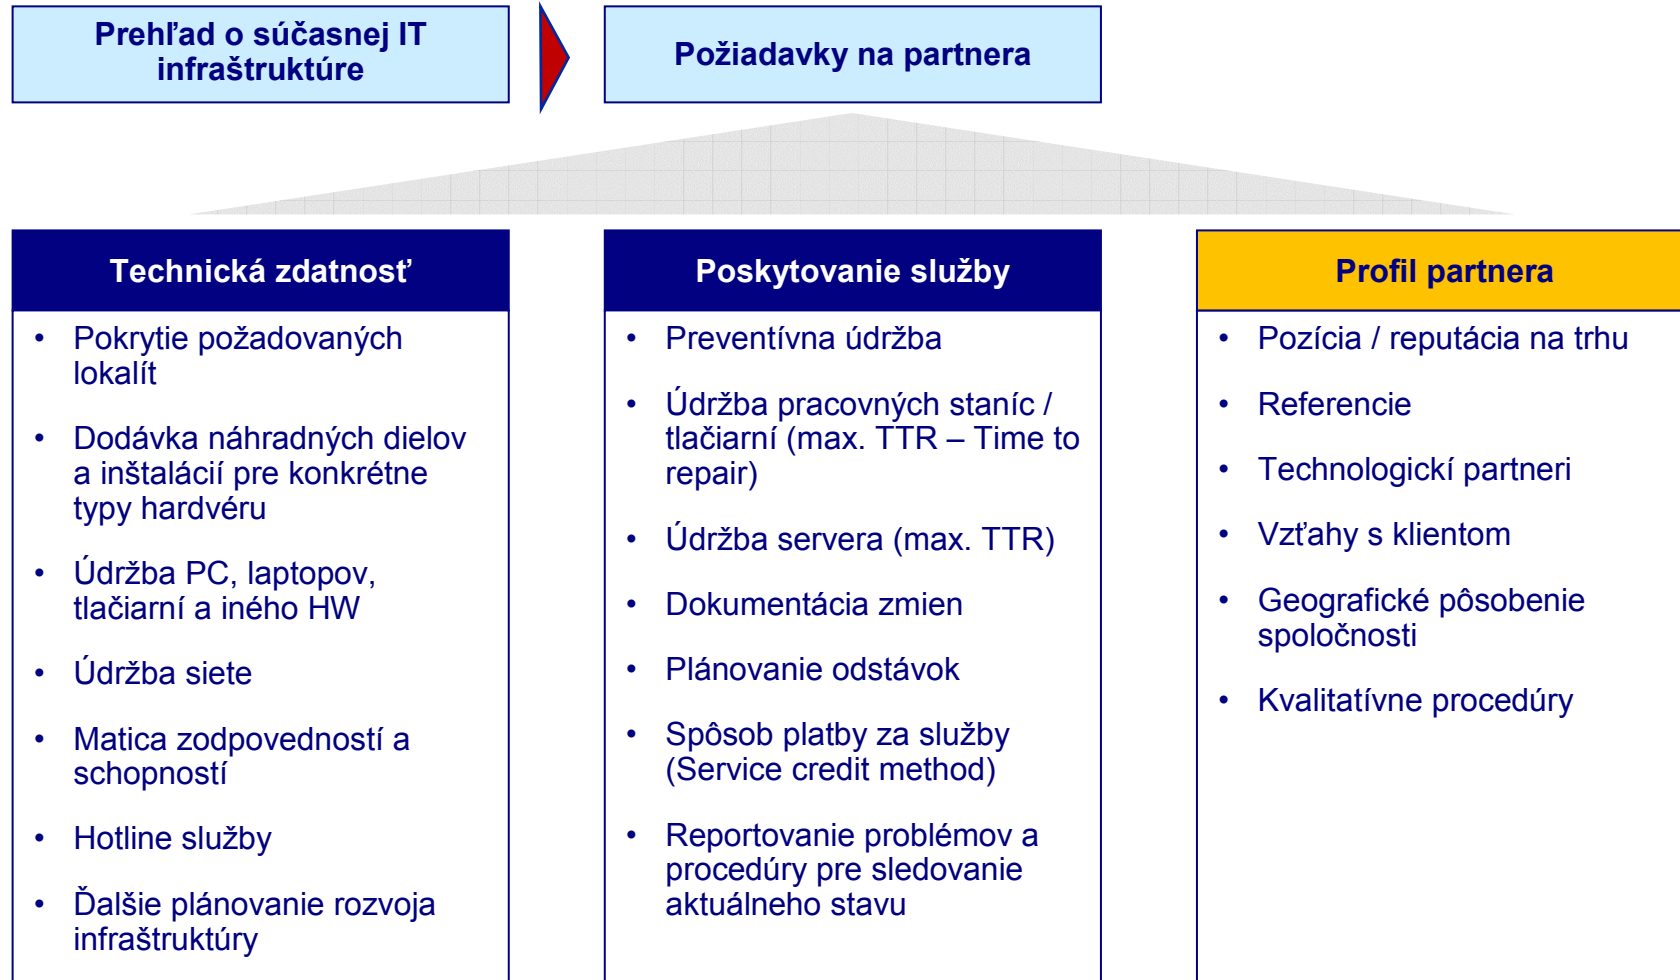 Prehľad o súčasnej IT
infraštruktúre
Požiadavky na partnera
Technická zdatnosť
• Pokrytie požadovaných
lokalít
• Dodávka náhradných dielov
a inštalácií pre konkrétne
typy hardvéru
• Údržba PC, laptopov,
tlačiarní a iného HW
• Údržba siete
• Matica zodpovedností a
schopností
• Hotline služby
• Ďalšie plánovanie rozvoja
infraštruktúry
Poskytovanie služby
• Preventívna údržba
• Údržba pracovných staníc /
tlačiarní (max. TTR – Time to
repair)
• Údržba servera (max. TTR)
• Dokumentácia zmien
• Plánovanie odstávok
• Spôsob platby za služby
(Service credit method)
• Reportovanie problémov a
procedúry pre sledovanie
aktuálneho stavu
Profil partnera
• Pozícia / reputácia na trhu
• Referencie
• Technologickí partneri
• Vzťahy s klientom
• Geografické pôsobenie
spoločnosti
• Kvalitatívne procedúry